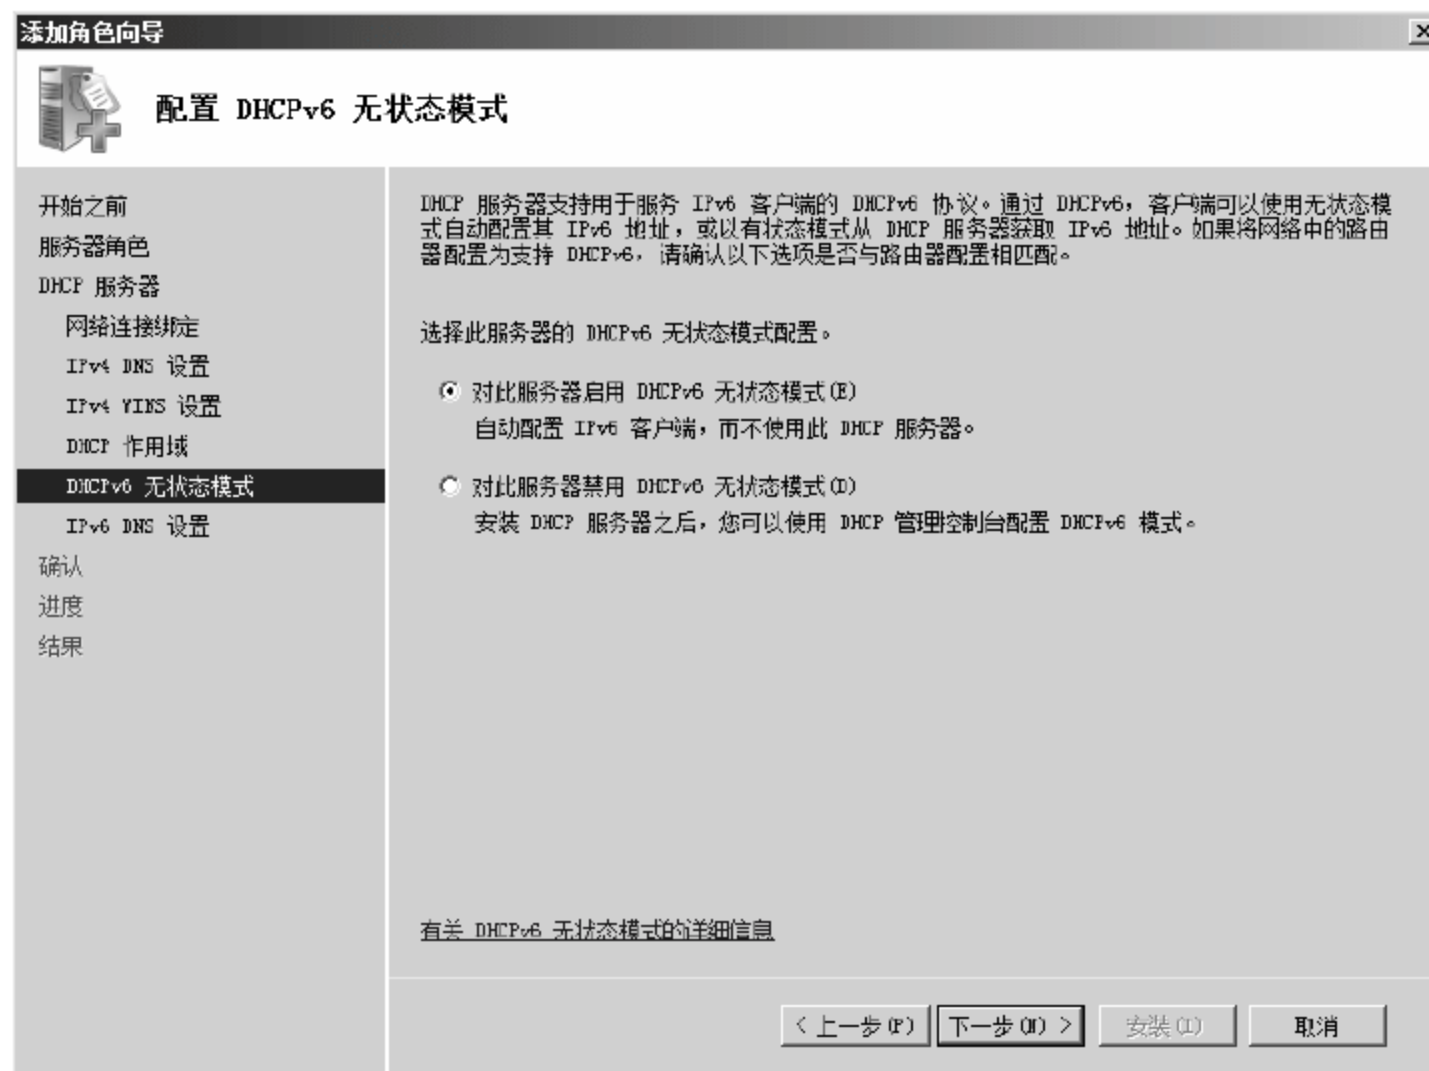 添加角色向导
配置 DHCPv6 无状态模式
开始之前
服务器角色
DHCP 服务器
网络连接绑定
IPv4 DNS 设置
IPv4 WINS 设置
DHCP 作用域
DHCPv6 无状态模式
IPv6 DNS 设置
确认
进度
结果
DHCP 服务器支持用于服务 IPv6 客户端的 DHCPv6 协议。通过 DHCPv6，客户端可以使用无状态模
式自动配置其 IPv6 地址，或以有状态模式从 DHCP 服务器获取 IPv6 地址。如果将网络中的路由
器配置为支持 DHCPv6，请确认以下选项是否与路由器配置相匹配。
选择此服务器的 DHCPv6 无状态模式配置。
对此服务器启用 DHCPv6 无状态模式(E)
自动配置 IPv6 客户端，而不使用此 DHCP 服务器。
对此服务器禁用 DHCPv6 无状态模式(D)
安装 DHCP 服务器之后，您可以使用 DHCP 管理控制台配置 DHCPv6 模式。
有关 DHCPv6 无状态模式的详细信息
< 上一步(P) 下一步(N) > 安装(I) 取消